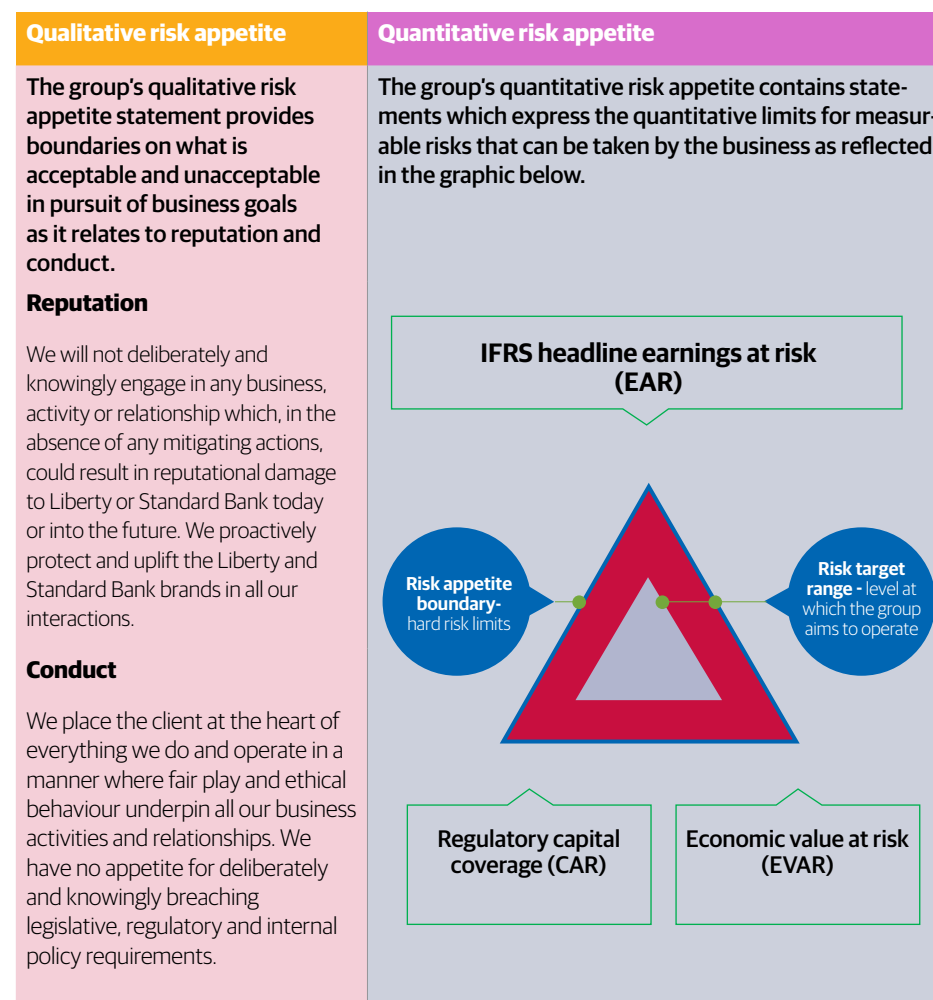 Qualitative risk appetite
The group's qualitative risk
appetite statement provides
boundaries on what is
acceptable and unacceptable
in pursuit of business goals
as it relates to reputation and
conduct.
Reputation
We will not deliberately and
knowingly engage in any business,
activity or relationship which, in the
absence of any mitigating actions,
could result in reputational damage
to Liberty or Standard Bank today
or into the future. We proactively
protect and uplift the Liberty and
Standard Bank brands in all our
interactions.
Conduct
We place the client at the heart of
everything we do and operate in a
manner where fair play and ethical
behaviour underpin all our business
activities and relationships. We
have no appetite for deliberately
and knowingly breaching
legislative, regulatory and internal
policy requirements.
Quantitative risk appetite
The group's quantitative risk appetite contains state-
ments which express the quantitative limits for measur-
able risks that can be taken by the business as reflected
in the graphic below.
IFRS headline earnings at risk
(EAR)
Risk appetite
boundary-
hard risk limits
Risk target
range - level at
which the group
aims to operate
Regulatory capital
coverage (CAR)
Economic value at risk
(EVAR)